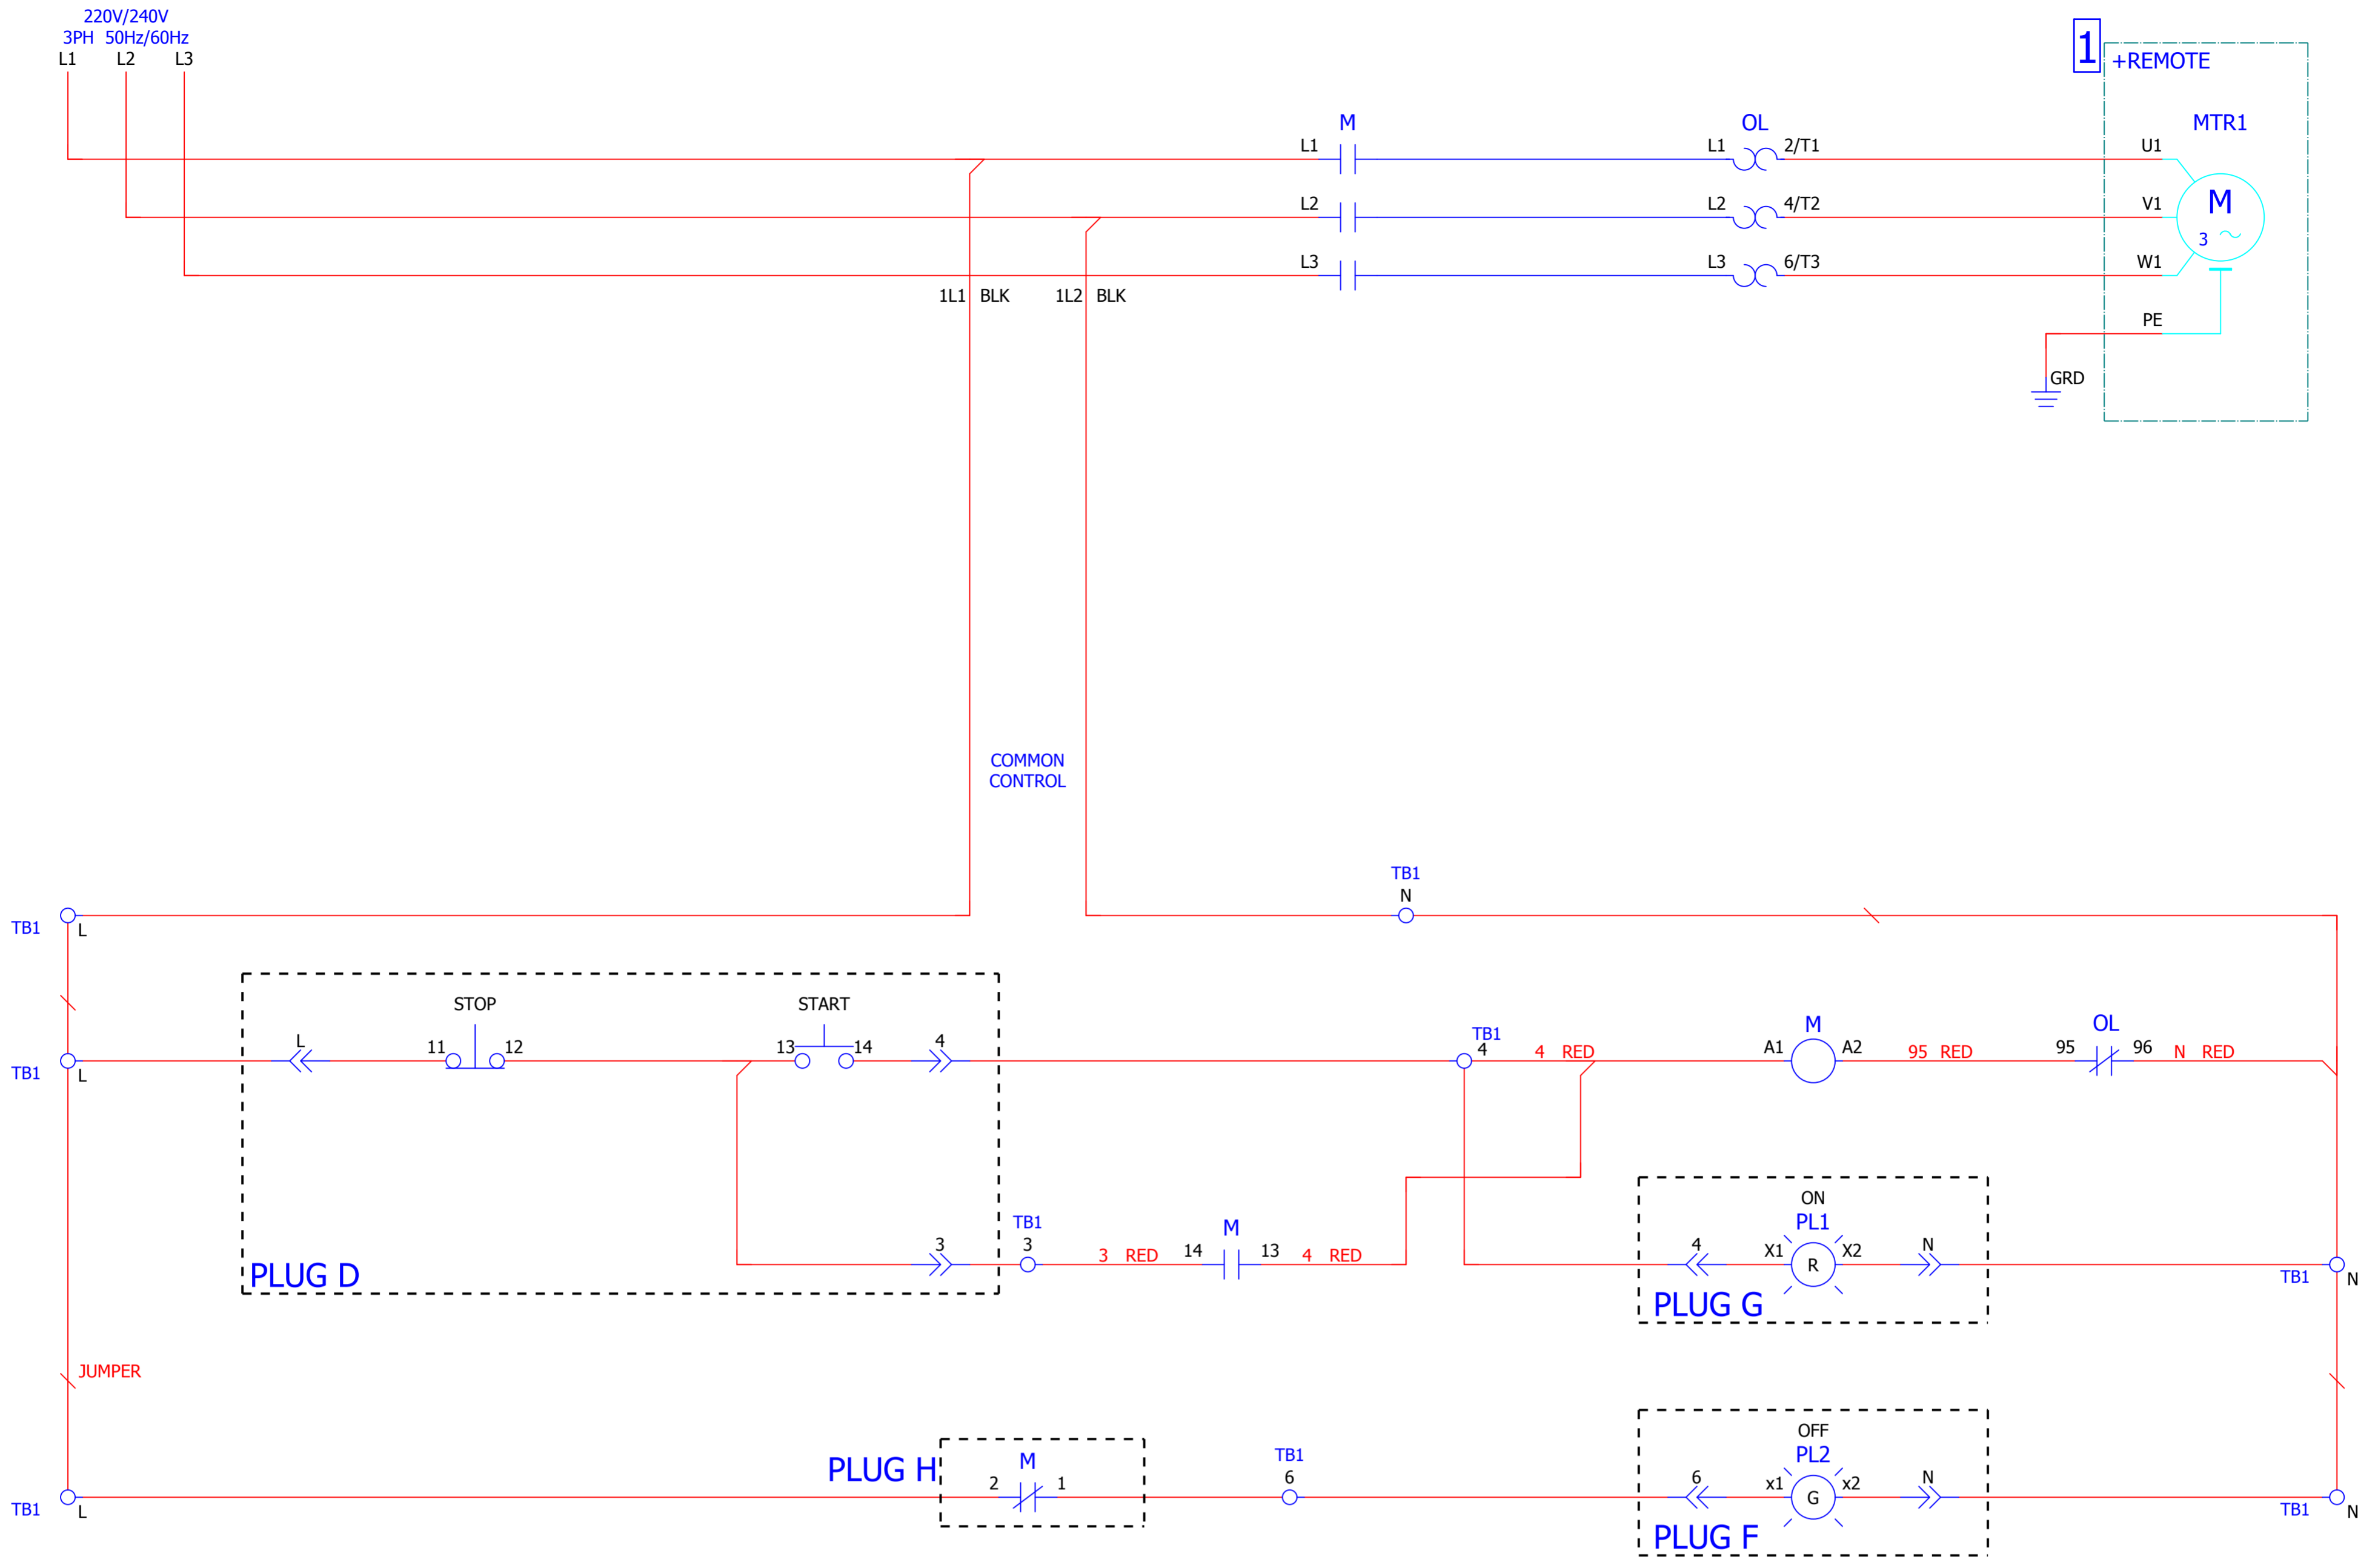 220V/240V
3PH 50Hz/60Hz
L1 L2 L3
1
+REMOTE
M OL MTR1
L1 L1 2/T1 U1
L2 L2 4/T2 V1
M
3
L3 L3 6/T3 W1
1L1 BLK 1L2 BLK
PE
GRD
COMMON
CONTROL
TB1
N
TB1 L
STOP START
TB1 M OL
L 11 12 13 14 4 4 4 RED A1 A2 95 RED 95 96 N RED
TB1 L
ON
TB1 M PL1
3 3 3 RED 14 13 4 RED 4 X1 R X2 N
PLUG D
TB1 N
PLUG G
JUMPER
OFF
PLUG H M TB1 PL2
2 1 6 6 x1 G x2 N
TB1 L
TB1 N
PLUG F